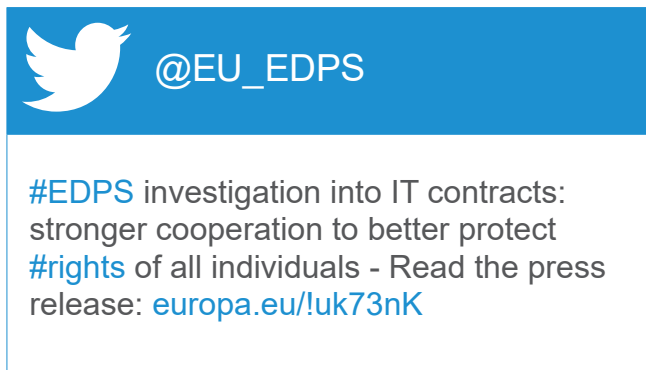 @EU_EDPS
#EDPS investigation into IT contracts:
stronger cooperation to better protect
#rights of all individuals - Read the press
release: europa.eu/!uk73nK